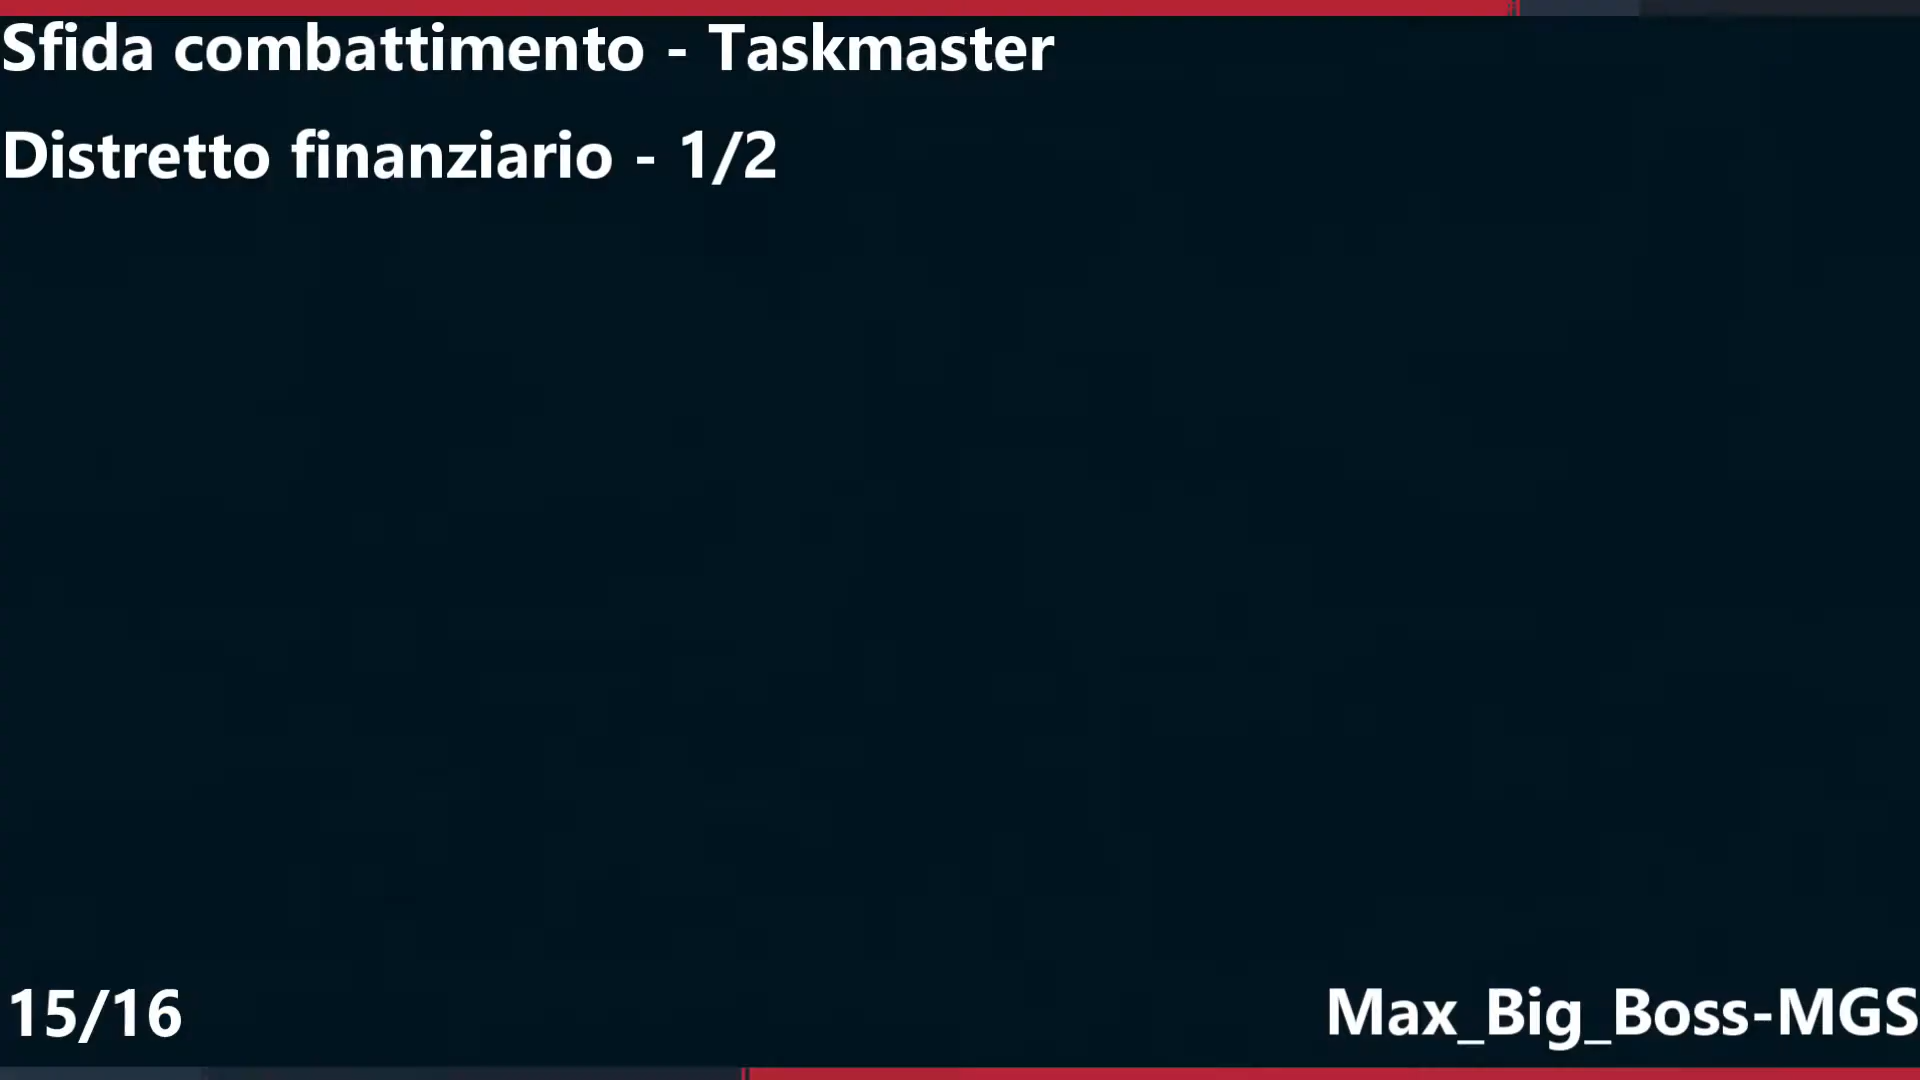 Sfida combattimento - Taskmaster
Distretto finanziario - 1/2
15/16
Max_Big_Boss-MGS